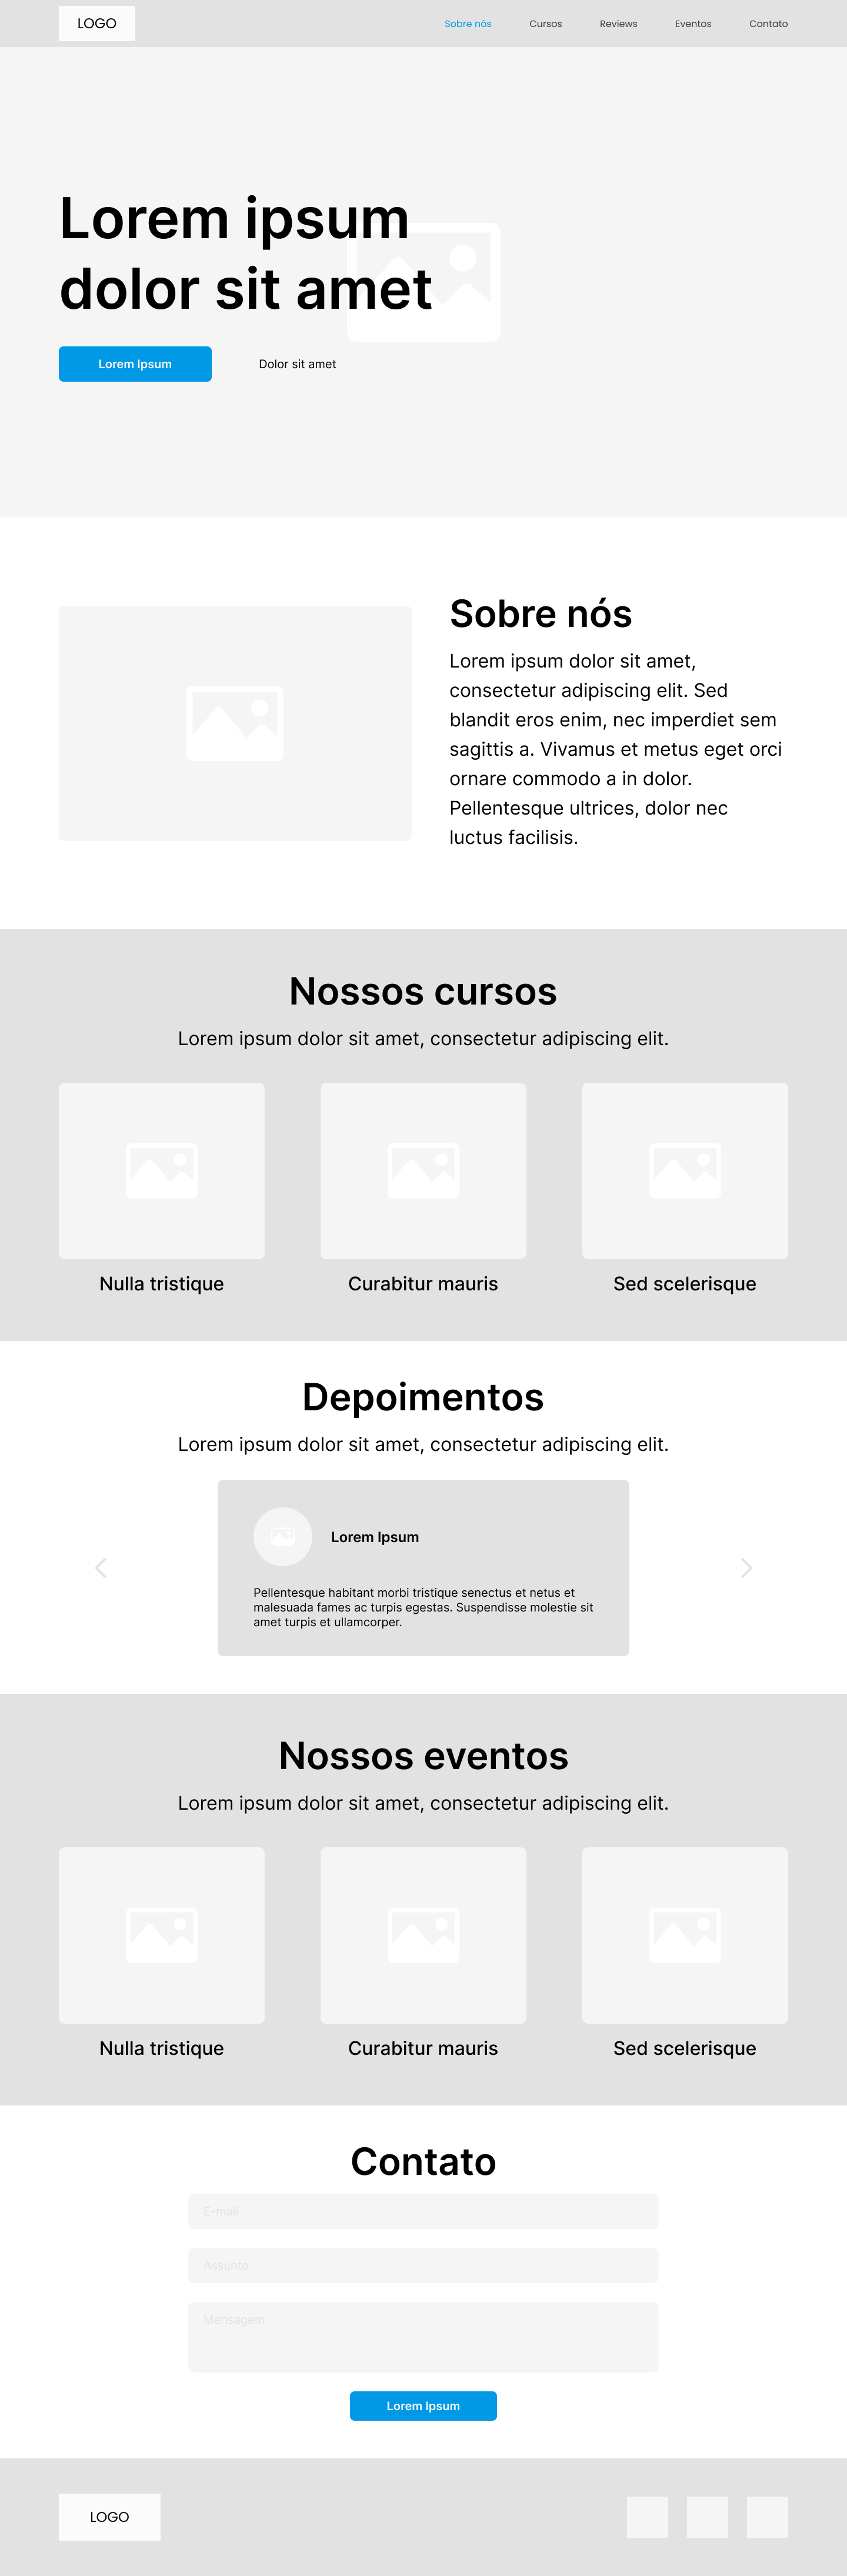 LOGO
Sobre nós
Cursos
Reviews
Eventos
Contato
Lorem ipsum
dolor sit amet
Lorem Ipsum
Dolor sit amet
Sobre nós
Lorem ipsum dolor sit amet,
consectetur adipiscing elit. Sed
blandit eros enim, nec imperdiet sem
sagittis a. Vivamus et metus eget orci
ornare commodo a in dolor.
Pellentesque ultrices, dolor nec
luctus facilisis.
Nossos cursos
Lorem ipsum dolor sit amet, consectetur adipiscing elit.
Nulla tristique
Curabitur mauris
Sed scelerisque
Depoimentos
Lorem ipsum dolor sit amet, consectetur adipiscing elit.
Lorem Ipsum
Pellentesque habitant morbi tristique senectus et netus et
malesuada fames ac turpis egestas. Suspendisse molestie sit
amet turpis et ullamcorper.
Nossos eventos
Lorem ipsum dolor sit amet, consectetur adipiscing elit.
Nulla tristique
Curabitur mauris
Sed scelerisque
Contato
E-mail
Assunto
Mensagem
Lorem Ipsum
LOGO